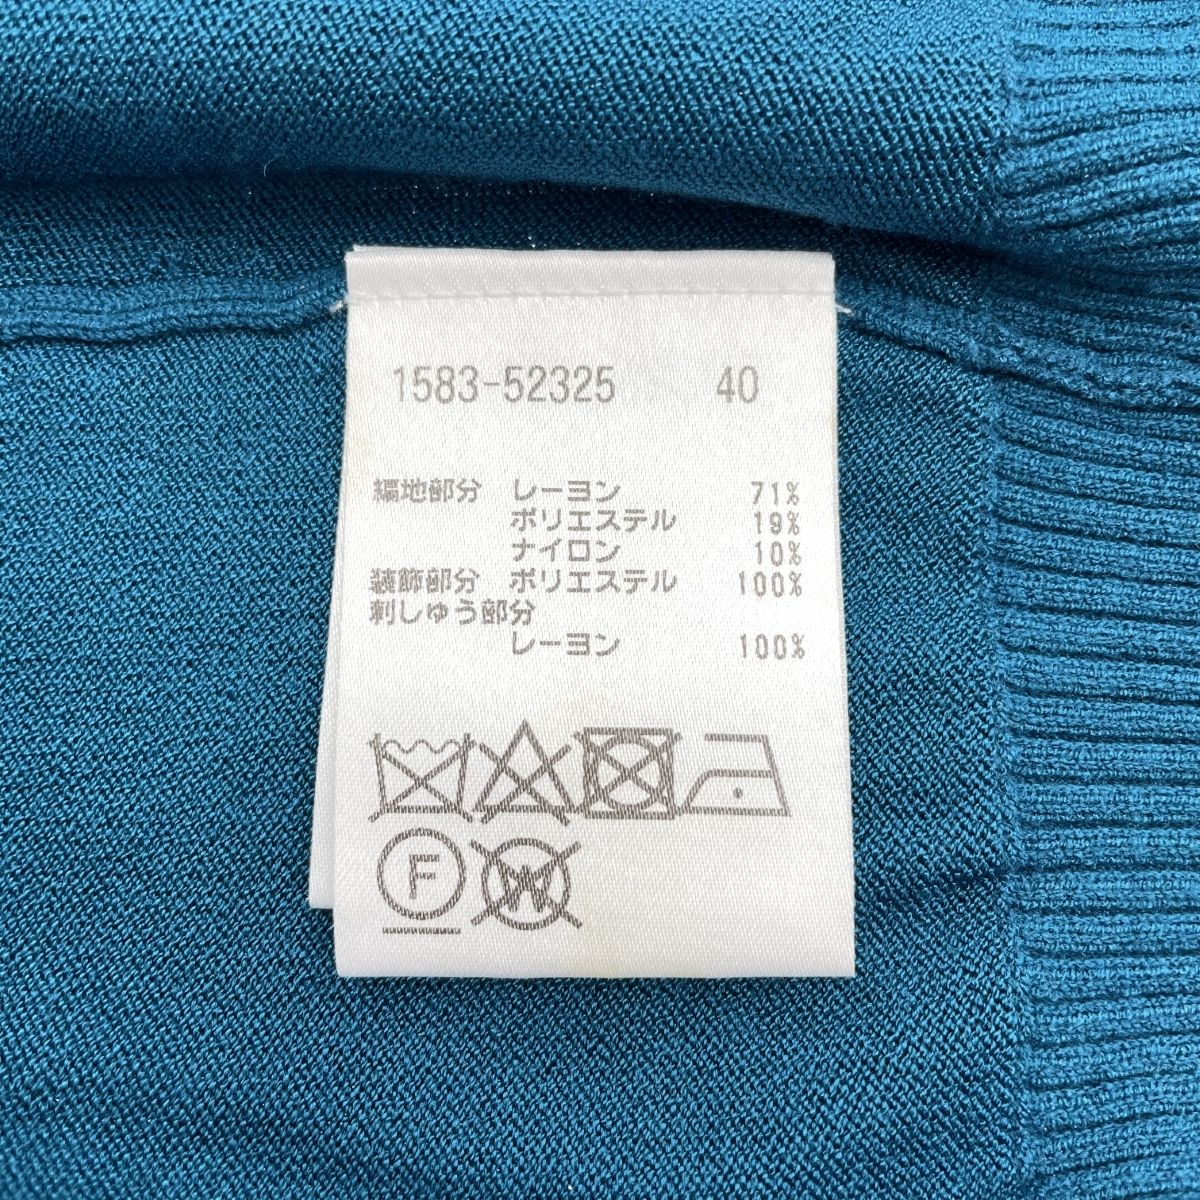 1583-52325 40
編地部分 レーヨン 71%
ポリエステル 19%
ナイロン 10%
装飾部分 ポリエステル 100%
刺しゅう部分
レーヨン 100%
F W